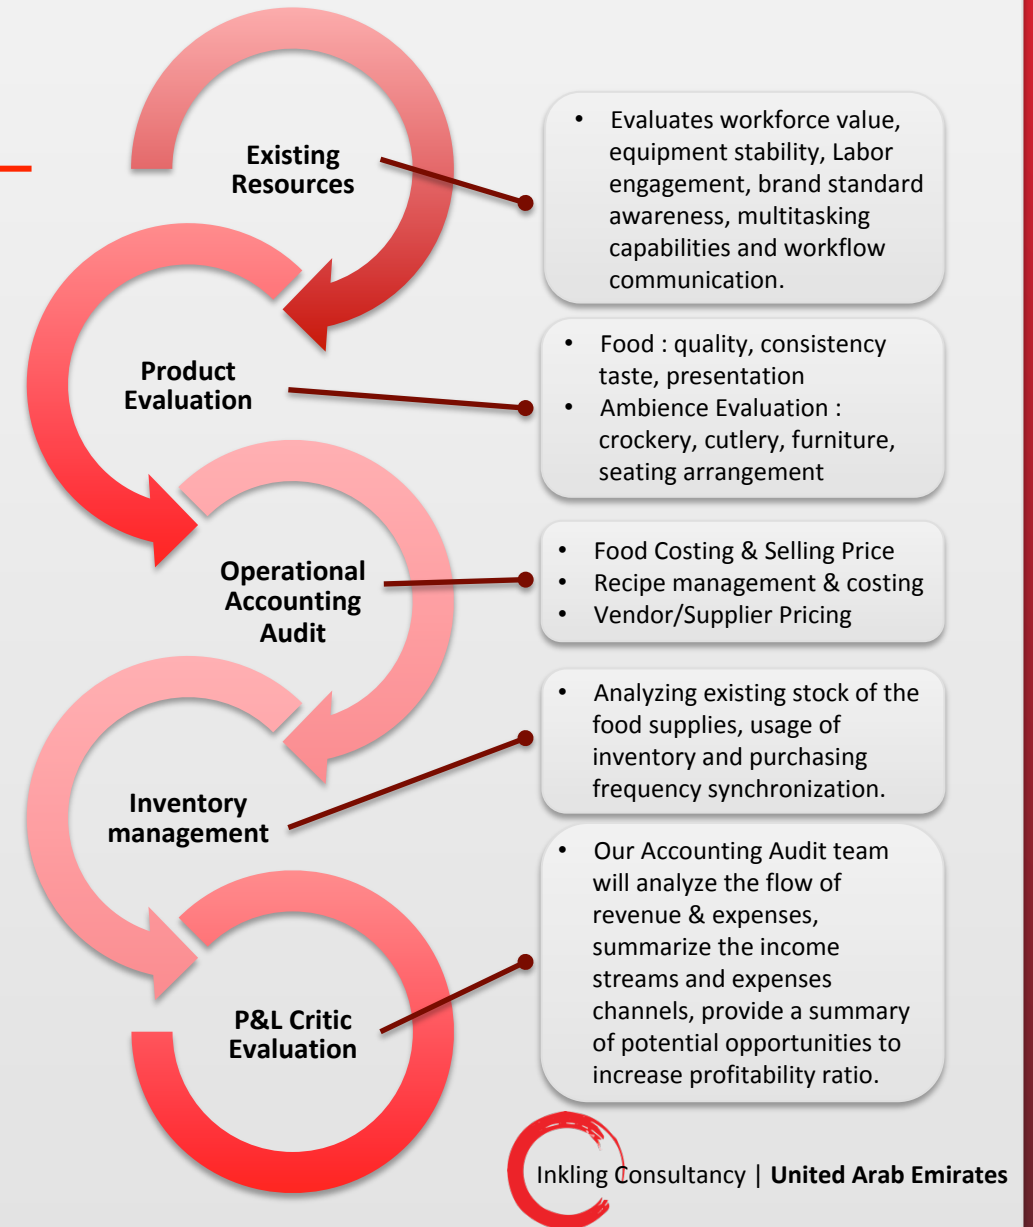 Existing
Resources
• Evaluates workforce value,
equipment stability, Labor
engagement, brand standard
awareness, multitasking
capabilities and workflow
communication.
Product
Evaluation
• Food : quality, consistency
taste, presentation
• Ambience Evaluation :
crockery, cutlery, furniture,
seating arrangement
Operational
Accounting
Audit
• Food Costing & Selling Price
• Recipe management & costing
• Vendor/Supplier Pricing
Inventory
management
• Analyzing existing stock of the
food supplies, usage of
inventory and purchasing
frequency synchronization.
P&L Critic
Evaluation
• Our Accounting Audit team
will analyze the flow of
revenue & expenses,
summarize the income
streams and expenses
channels, provide a summary
of potential opportunities to
increase profitability ratio.
Inkling Consultancy | United Arab Emirates